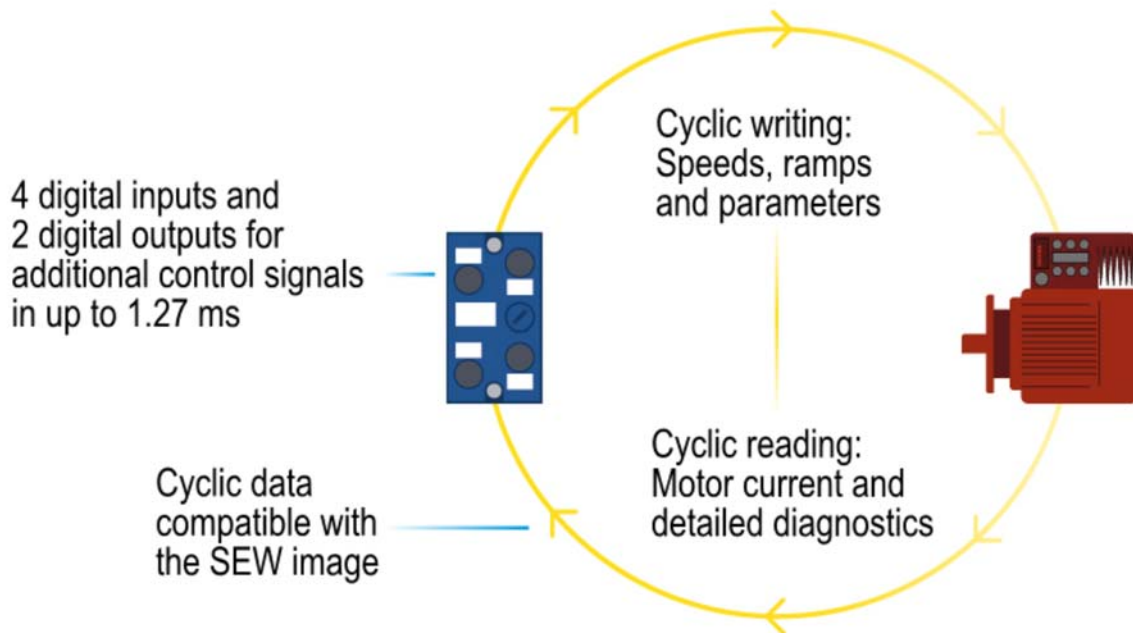 Cyclic writing:
Speeds, ramps
and parameters
4 digital inputs and
2 digital outputs for
additional control signals
in up to 1.27 ms
Cyclic reading:
Motor current and
detailed diagnostics
Cyclic data
compatible with
the SEW image